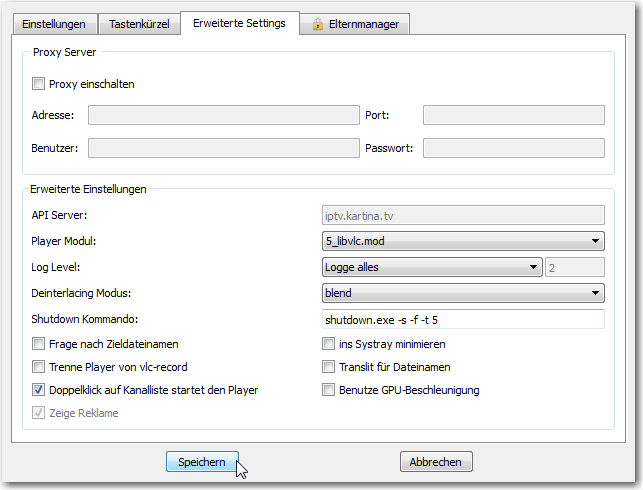 Einstellungen Tastenkürzel Erweiterte Settings Elternmanager
Proxy Server
Proxy einschalten
Adresse: Port:
Benutzer: Passwort:
Erweiterte Einstellungen
API Server: iptv.kartina.tv
Player Modul: 5_libvlc.mod
Log Level: Logge alles 2
Deinterlacing Modus: blend
Shutdown Kommando: shutdown.exe -s -f -t 5
Frage nach Zieldateinamen ins Systray minimieren
Trenne Player von vlc-record Translit für Dateinamen
Doppelklick auf Kanalliste startet den Player Benutze GPU-Beschleunigung
Zeige Reklame
Speichern Abbrechen